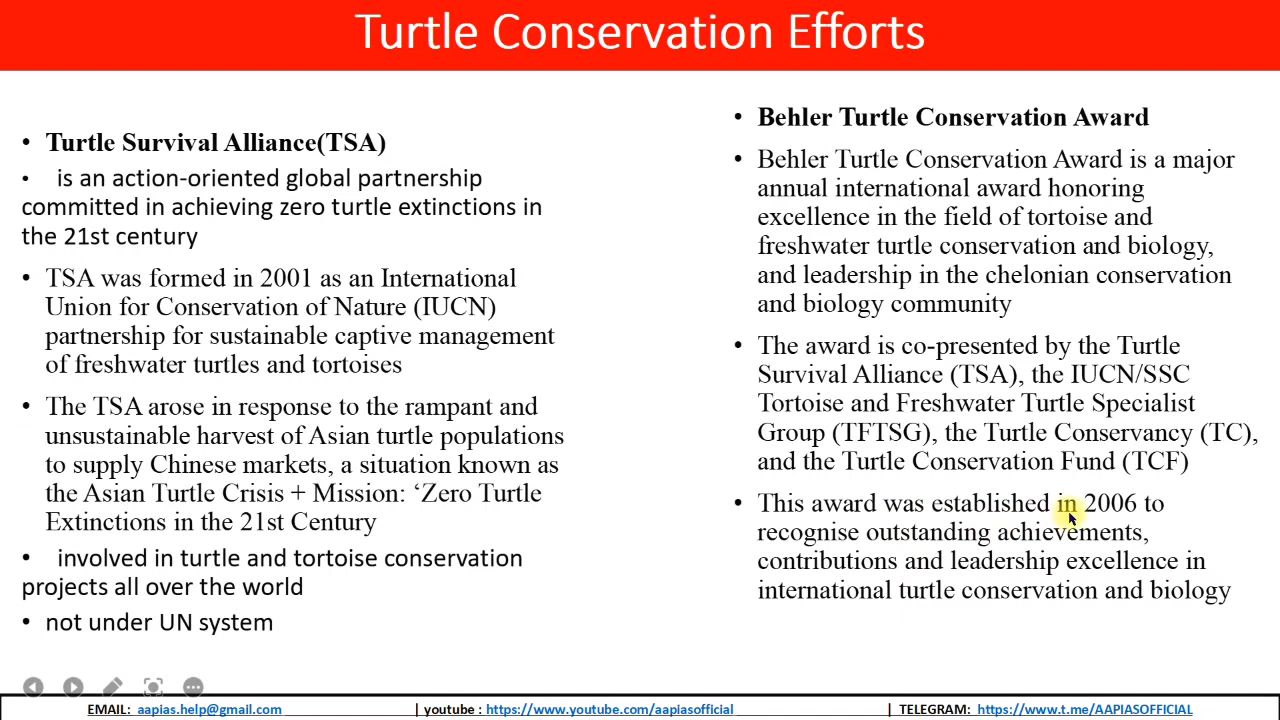 Turtle Conservation Efforts
• Turtle Survival Alliance(TSA)
• is an action-oriented global partnership
committed in achieving zero turtle extinctions in
the 21st century
• TSA was formed in 2001 as an International
Union for Conservation of Nature (IUCN)
partnership for sustainable captive management
of freshwater turtles and tortoises
• The TSA arose in response to the rampant and
unsustainable harvest of Asian turtle populations
to supply Chinese markets, a situation known as
the Asian Turtle Crisis + Mission: ‘Zero Turtle
Extinctions in the 21st Century
• involved in turtle and tortoise conservation
projects all over the world
• not under UN system
• Behler Turtle Conservation Award
• Behler Turtle Conservation Award is a major
annual international award honoring
excellence in the field of tortoise and
freshwater turtle conservation and biology,
and leadership in the chelonian conservation
and biology community
• The award is co-presented by the Turtle
Survival Alliance (TSA), the IUCN/SSC
Tortoise and Freshwater Turtle Specialist
Group (TFTSG), the Turtle Conservancy (TC),
and the Turtle Conservation Fund (TCF)
• This award was established in 2006 to
recognise outstanding achievements,
contributions and leadership excellence in
international turtle conservation and biology
EMAIL: aapias.help@gmail.com | youtube : https://www.youtube.com/aapiasofficial | TELEGRAM: https://www.t.me/AAPIASOFFICIAL